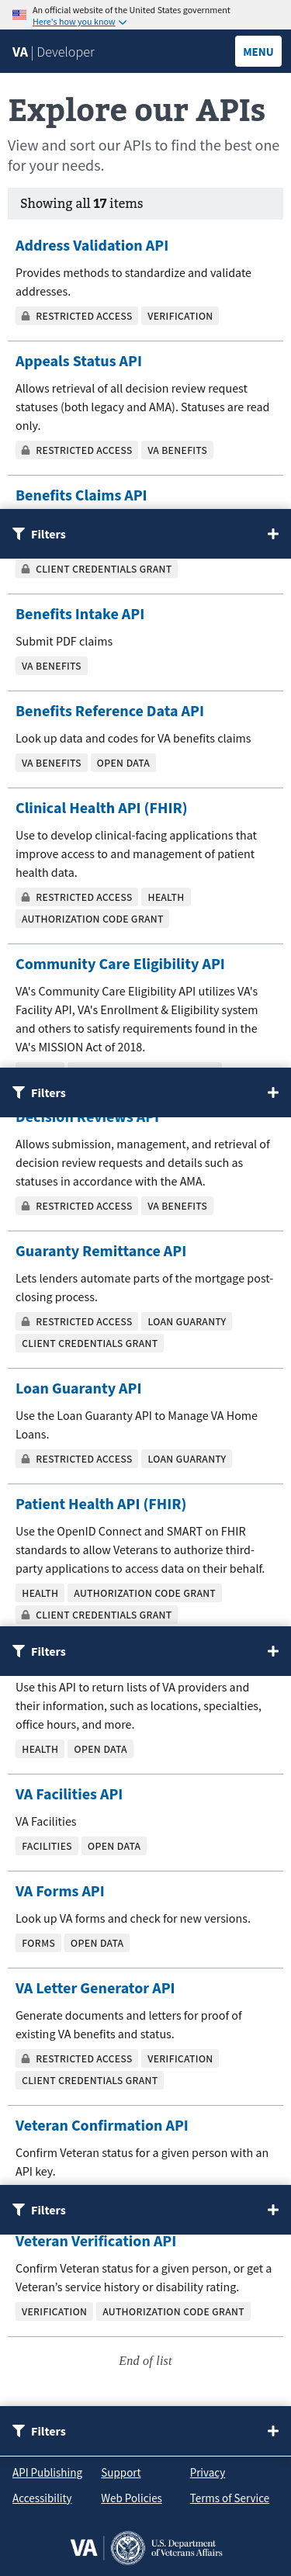 An official website of the United States government
Here's how you know
VA | Developer
MENU
Explore our APIs
View and sort our APIs to find the best one
for your needs.
Showing all 17 items
Address Validation API
Provides methods to standardize and validate
addresses.
RESTRICTED ACCESS VERIFICATION
Appeals Status API
Allows retrieval of all decision review request
statuses (both legacy and AMA). Statuses are read
only.
RESTRICTED ACCESS VA BENEFITS
Benefits Claims API
Filters
CLIENT CREDENTIALS GRANT
Benefits Intake API
Submit PDF claims
VA BENEFITS
Benefits Reference Data API
Look up data and codes for VA benefits claims
VA BENEFITS OPEN DATA
Clinical Health API (FHIR)
Use to develop clinical-facing applications that
improve access to and management of patient
health data.
RESTRICTED ACCESS HEALTH
AUTHORIZATION CODE GRANT
Community Care Eligibility API
VA's Community Care Eligibility API utilizes VA's
Facility API, VA's Enrollment & Eligibility system
and others to satisfy requirements found in the
VA's MISSION Act of 2018.
Filters
Decision Reviews API
Allows submission, management, and retrieval of
decision review requests and details such as
statuses in accordance with the AMA.
RESTRICTED ACCESS VA BENEFITS
Guaranty Remittance API
Lets lenders automate parts of the mortgage post-
closing process.
RESTRICTED ACCESS LOAN GUARANTY
CLIENT CREDENTIALS GRANT
Loan Guaranty API
Use the Loan Guaranty API to Manage VA Home
Loans.
RESTRICTED ACCESS LOAN GUARANTY
Patient Health API (FHIR)
Use the OpenID Connect and SMART on FHIR
standards to allow Veterans to authorize third-
party applications to access data on their behalf.
HEALTH AUTHORIZATION CODE GRANT
CLIENT CREDENTIALS GRANT
Filters
Use this API to return lists of VA providers and
their information, such as locations, specialties,
office hours, and more.
HEALTH OPEN DATA
VA Facilities API
VA Facilities
FACILITIES OPEN DATA
VA Forms API
Look up VA forms and check for new versions.
FORMS OPEN DATA
VA Letter Generator API
Generate documents and letters for proof of
existing VA benefits and status.
RESTRICTED ACCESS VERIFICATION
CLIENT CREDENTIALS GRANT
Veteran Confirmation API
Confirm Veteran status for a given person with an
API key.
Filters
Veteran Verification API
Confirm Veteran status for a given person, or get a
Veteran's service history or disability rating.
VERIFICATION AUTHORIZATION CODE GRANT
End of list
Filters
API Publishing Support Privacy
Accessibility Web Policies Terms of Service
VA U.S. Department
of Veterans Affairs